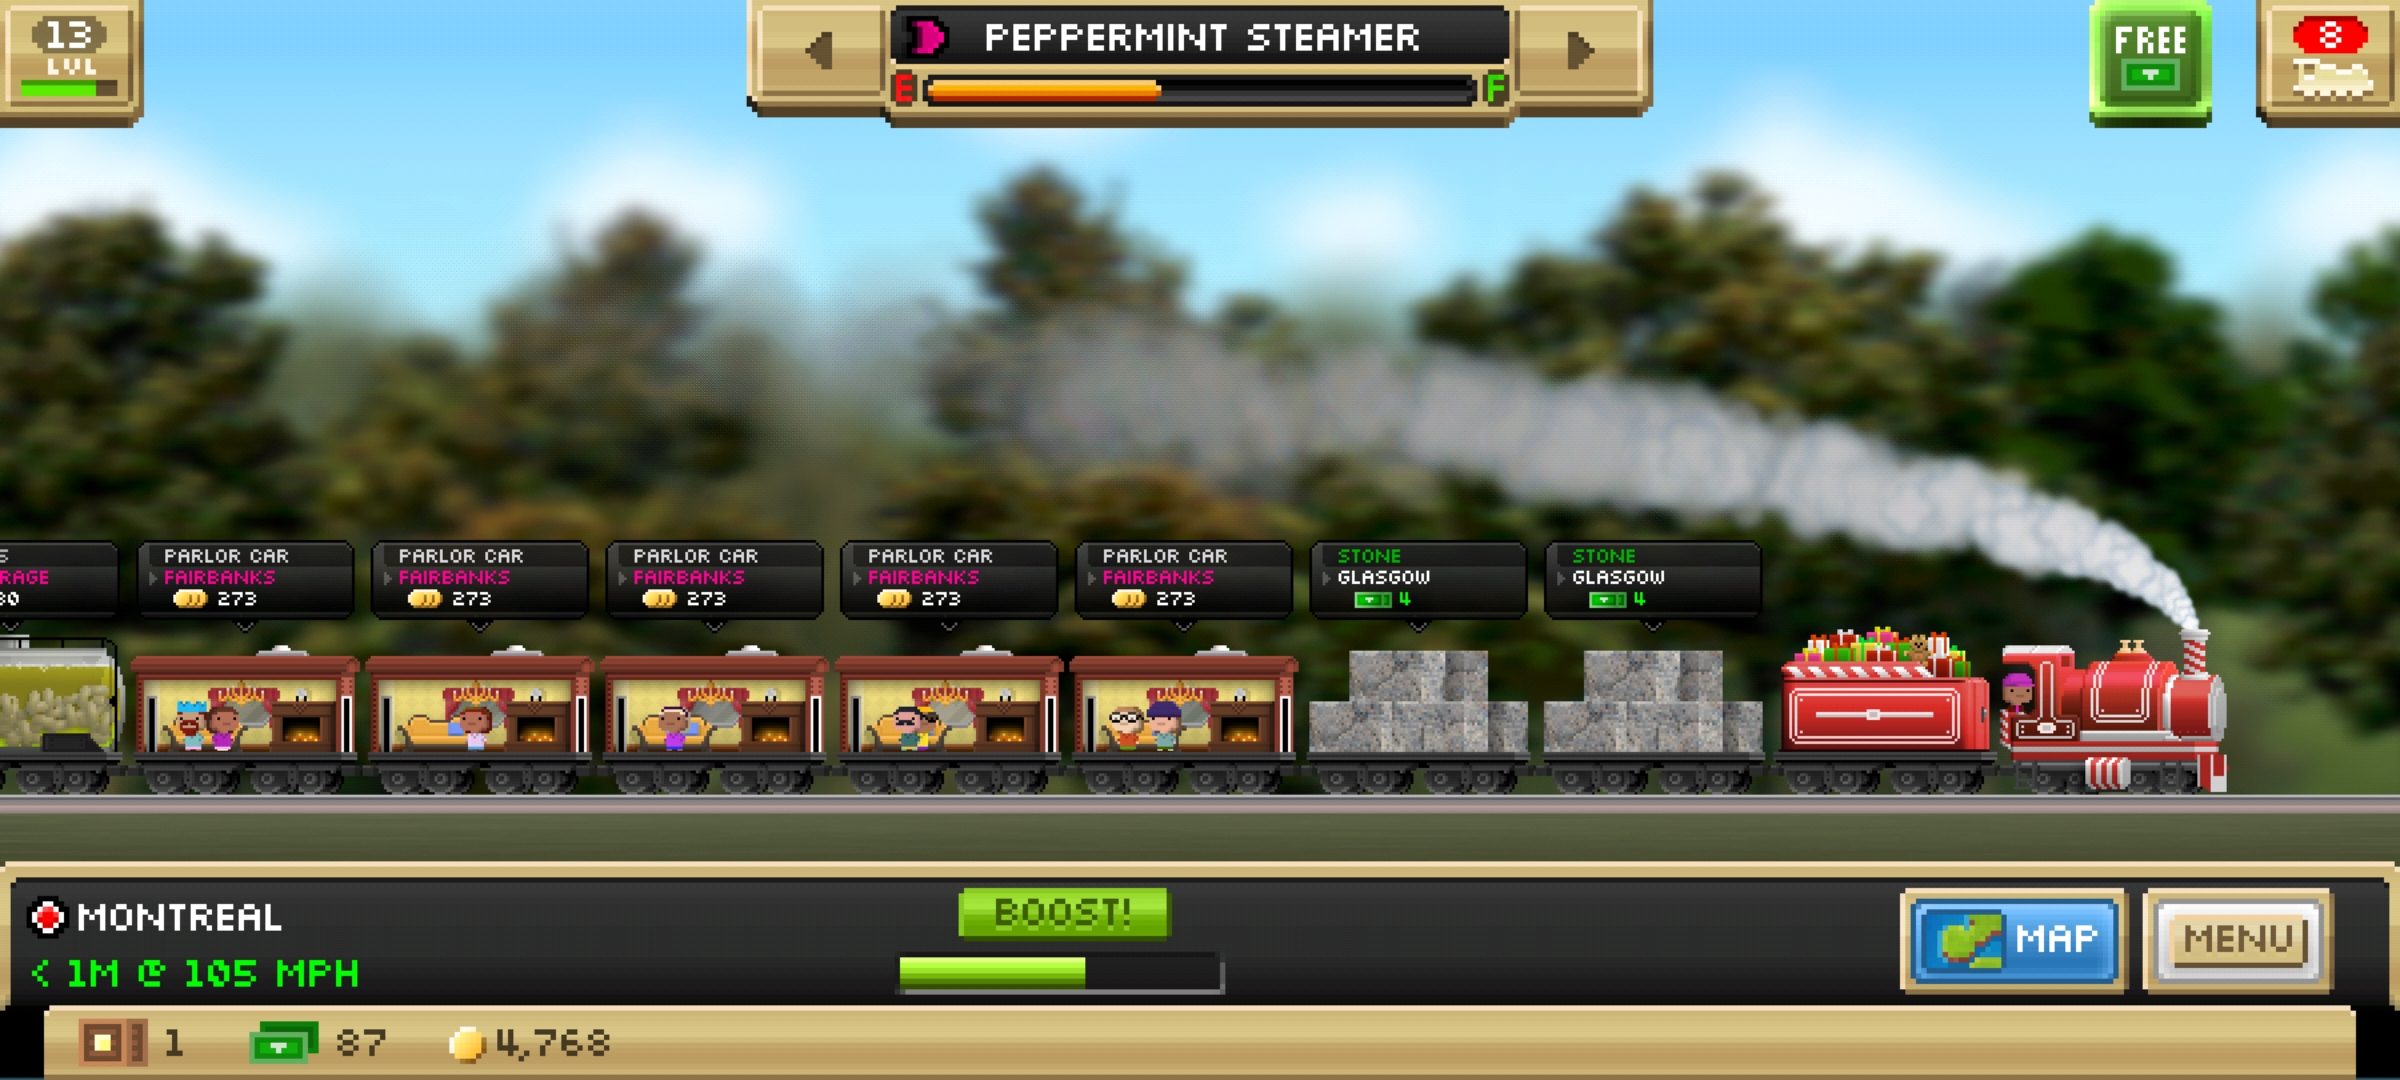 13
LVL
PEPPERMINT STEAMER
E F
FREE
8
S
RAGE
30
PARLOR CAR
FAIRBANKS
273
PARLOR CAR
FAIRBANKS
273
PARLOR CAR
FAIRBANKS
273
PARLOR CAR
FAIRBANKS
273
PARLOR CAR
FAIRBANKS
273
STONE
GLASGOW
4
STONE
GLASGOW
4
MONTREAL
< 1M @ 105 MPH
BOOST!
MAP
MENU
1 87 4,768